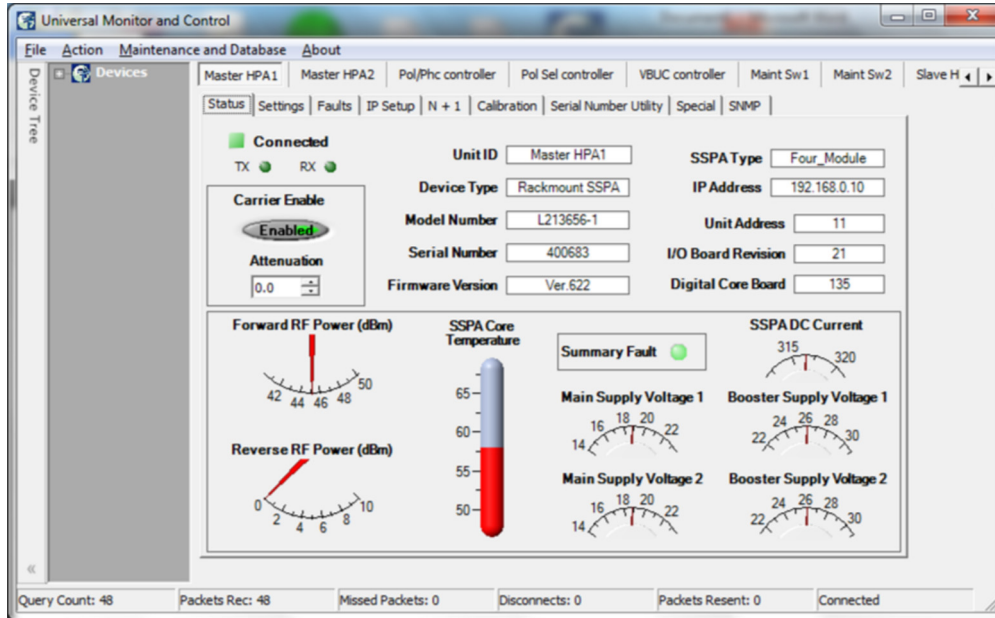 Universal Monitor and Control
File Action Maintenance and Database About
Device Tree
Devices
Master HPA1 Master HPA2 Pol/Phc controller Pol Sel controller VBUC controller Maint Sw1 Maint Sw2 Slave H
Status Settings Faults IP Setup N + 1 Calibration Serial Number Utility Special SNMP
Connected
TX RX
Carrier Enable
Enabled
Attenuation
0.0
Unit ID Master HPA1
Device Type Rackmount SSPA
Model Number L213656-1
Serial Number 400683
Firmware Version Ver.622
SSPA Type Four_Module
IP Address 192.168.0.10
Unit Address 11
I/O Board Revision 21
Digital Core Board 135
Forward RF Power (dBm)
42 44 46 48 50
Reverse RF Power (dBm)
0 2 4 6 8 10
SSPA Core
Temperature
65
60
55
50
Summary Fault
SSPA DC Current
315 320
Main Supply Voltage 1
14 16 18 20 22
Booster Supply Voltage 1
22 24 26 28 30
Main Supply Voltage 2
14 16 18 20 22
Booster Supply Voltage 2
22 24 26 28 30
Query Count: 48 Packets Rec: 48 Missed Packets: 0 Disconnects: 0 Packets Resent: 0 Connected